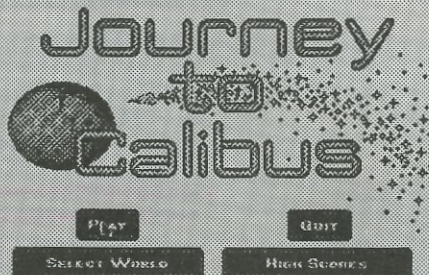 Journey
to
Calibus
PLAY QUIT
SELECT WORLD HIGH SCORES